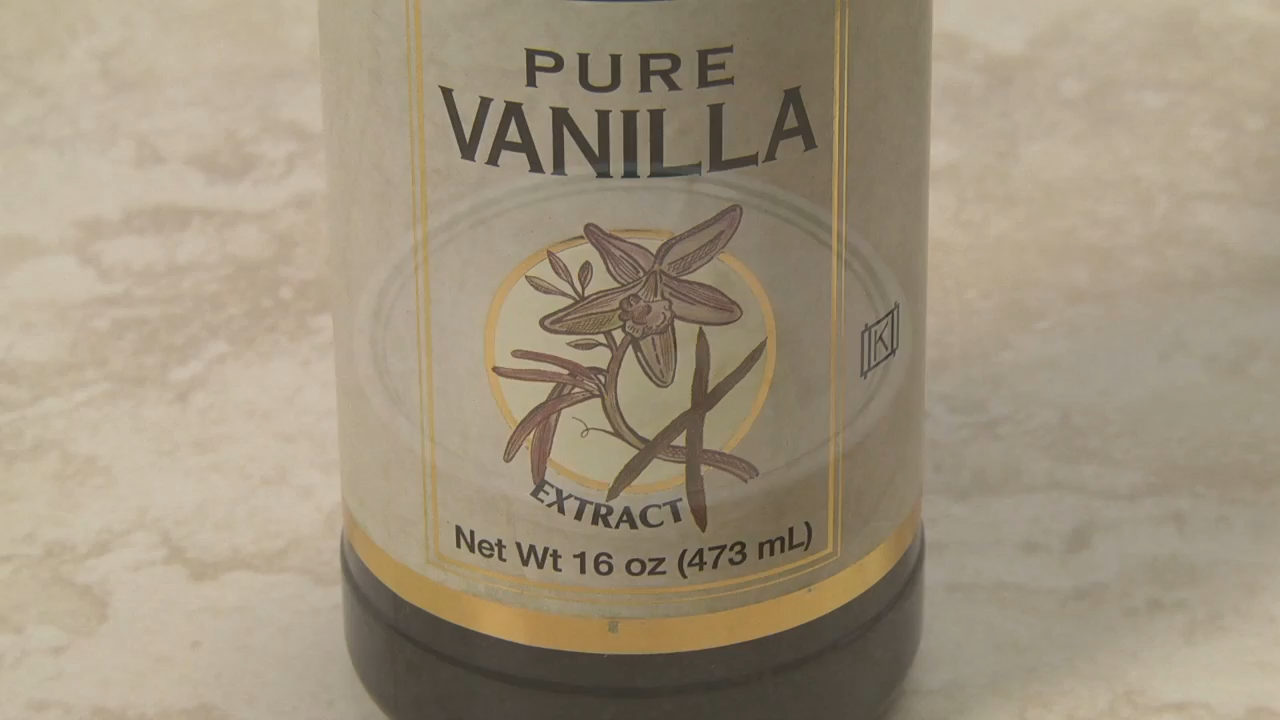 PURE
VANILLA
K
EXTRACT
Net Wt 16 oz (473 mL)